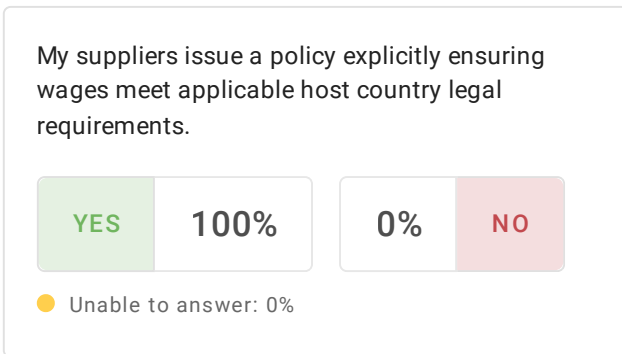 My suppliers issue a policy explicitly ensuring
wages meet applicable host country legal
requirements.
YES 100% 0% NO
Unable to answer: 0%